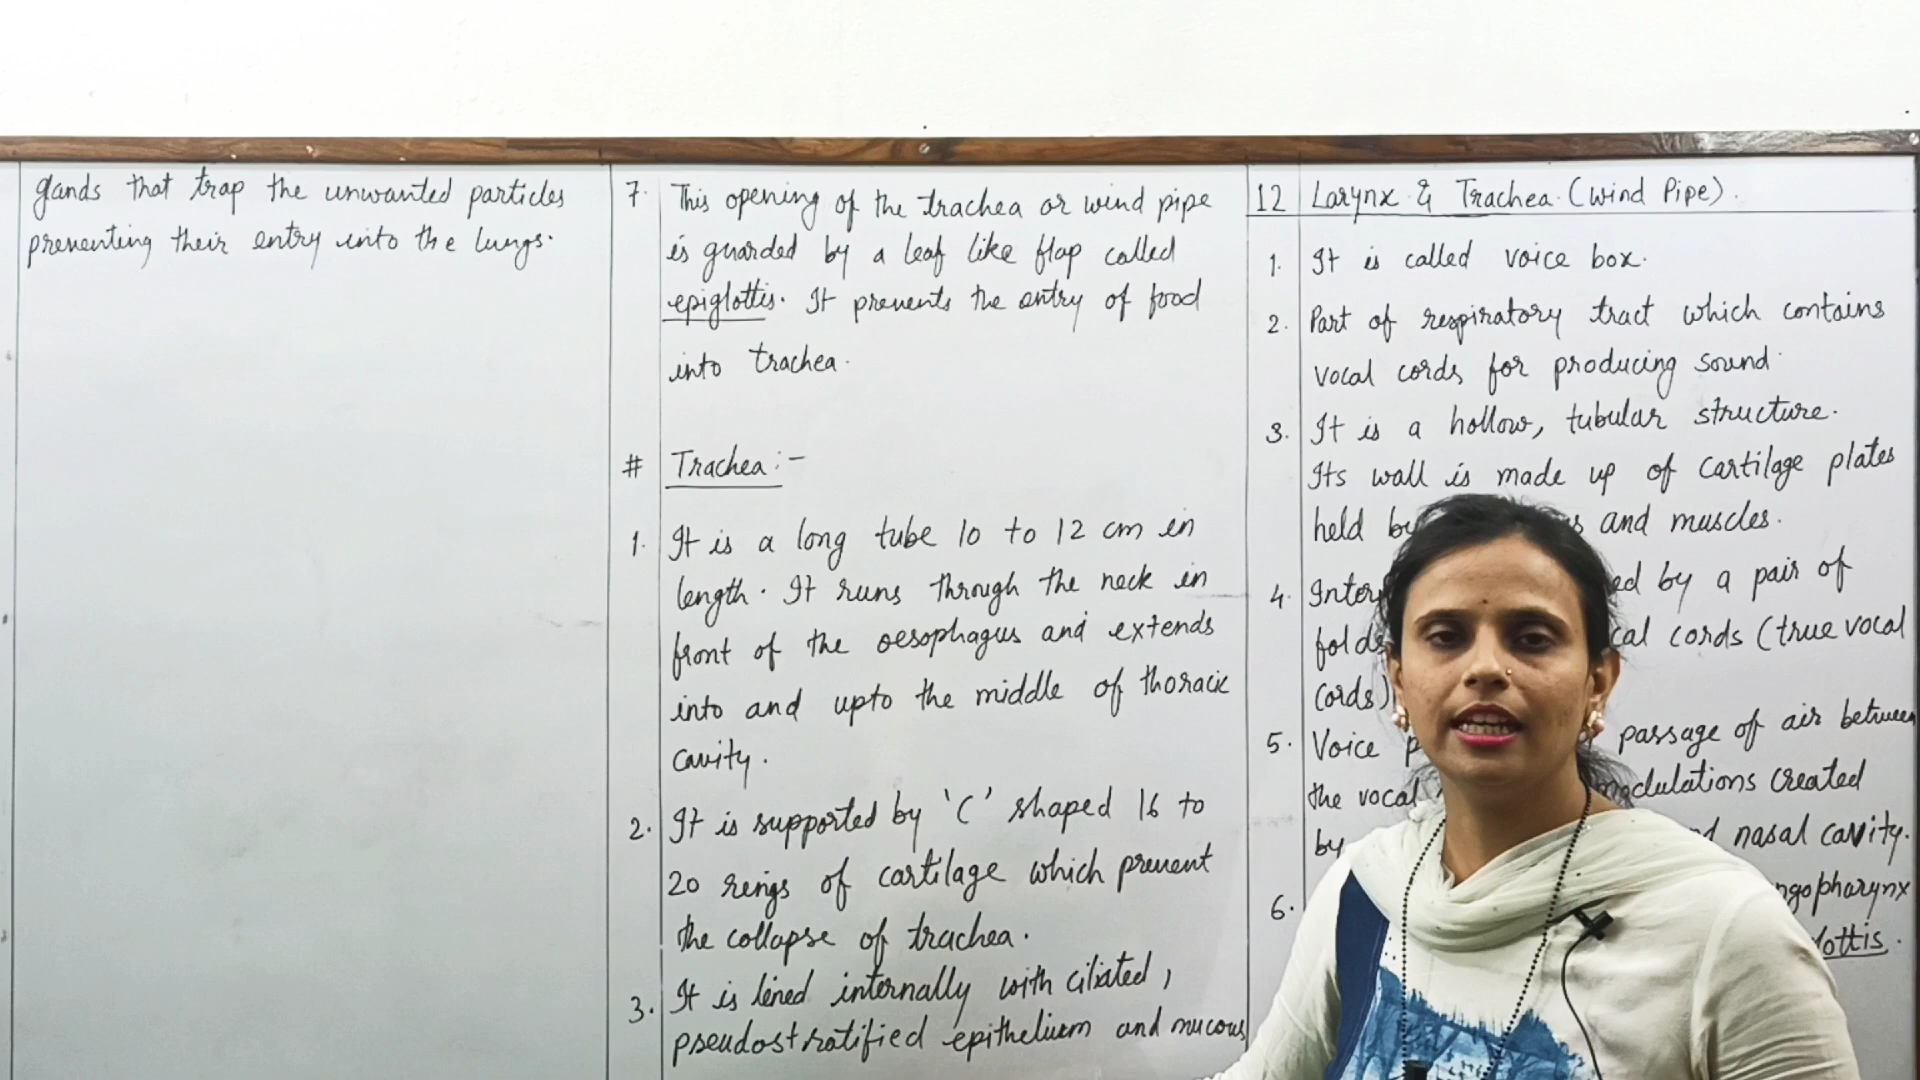 12 Larynx & Trachea (Wind Pipe).
1. It is called voice box.
2. Part of respiratory tract which contains
vocal cords for producing sound.
3. It is a hollow, tubular structure.
Its wall is made up of cartilage plates
held by and muscles.
4. by a pair of
folds cords (true vocal
cords)
5. Voice passage of air between
the vocal modulations created
by nasal cavity.
6.
7. This opening of the trachea or wind pipe
is guarded by a leaf like flap called
epiglottis. It prevents the entry of food
into trachea.
# Trachea :-
1. It is a long tube 10 to 12 cm in
length. It runs through the neck in
front of the oesophagus and extends
into and upto the middle of thoracic
cavity.
2. It is supported by 'C' shaped 16 to
20 rings of cartilage which prevent
the collapse of trachea.
3. It is lined internally with ciliated,
pseudostratified epithelium and mucous
glands that trap the unwanted particles
preventing their entry into the lungs.